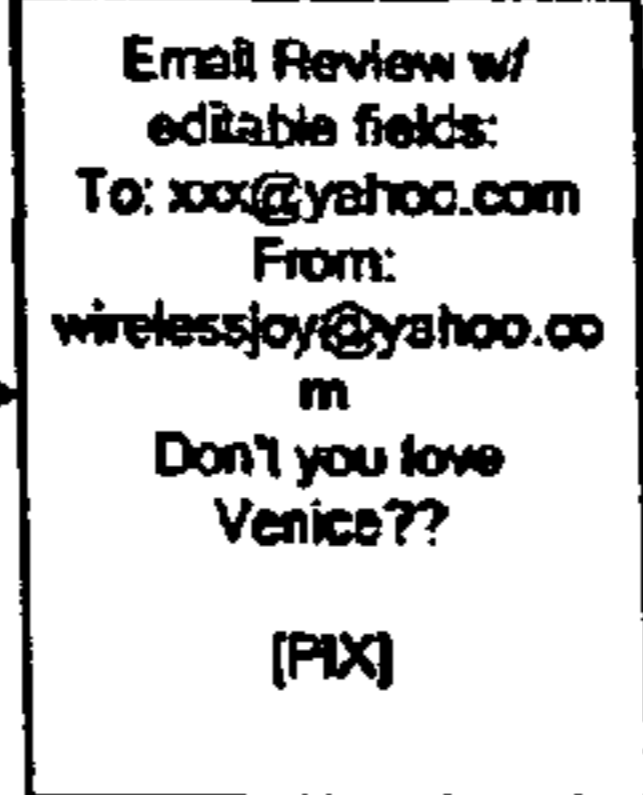 Email Review w/
editable fields:
To: xxx@yahoo.com
From:
wirelessjoy@yahoo.co
m
Don't you love
Venice??
[PIX]